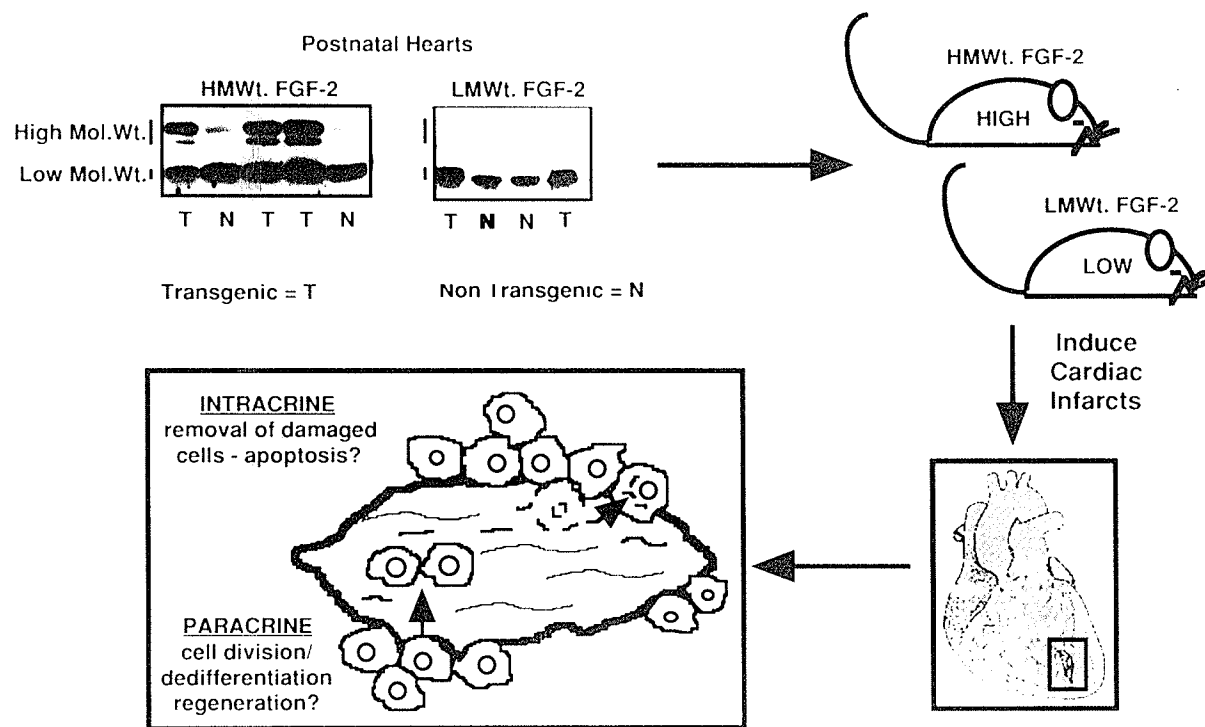 Postnatal Hearts
HMWt. FGF-2
LMWt. FGF-2
High Mol.Wt.
Low Mol.Wt.
T N T T N
T N N T
Transgenic = T
Non Transgenic = N
HMWt. FGF-2
HIGH
LMWt. FGF-2
LOW
Induce
Cardiac
Infarcts
INTRACRINE
removal of damaged
cells - apoptosis?
PARACRINE
cell division/
dedifferentiation
regeneration?